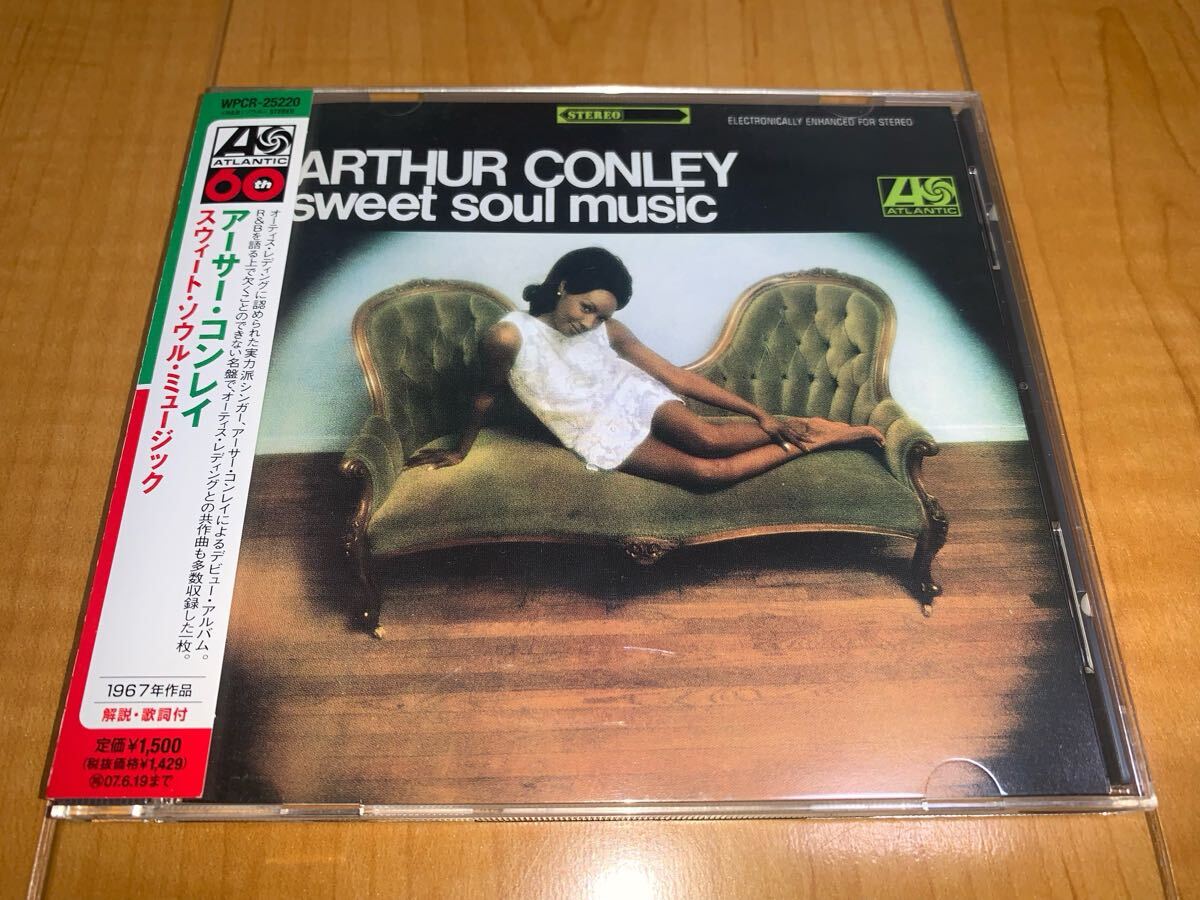 WPCR-25220
ATLANTIC
60th
アーサー・コンレイ
スウィート・ソウル・ミュージック
オーティス・レディングに認められた実力派シンガー、アーサー・コンレイによるデビュー・アルバム。
R&Bを語る上で欠くことのできない名盤で、オーティス・レディングとの共作曲も多数収録した一枚。
1967年作品
解説・歌詞付
定価¥1,500
(税抜価格¥1,429)
07.6.19まで
STEREO
ELECTRONICALLY ENHANCED FOR STEREO
ARTHUR CONLEY
sweet soul music
ATLANTIC